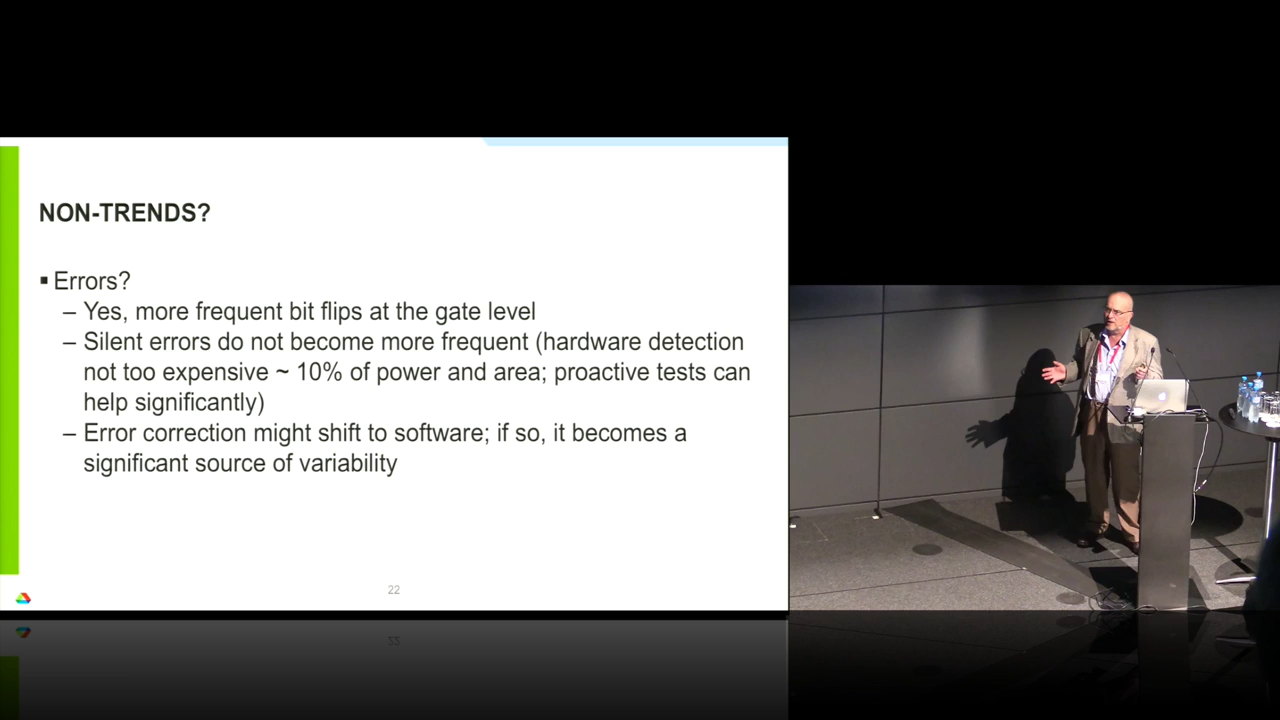 NON-TRENDS?
▪ Errors?
– Yes, more frequent bit flips at the gate level
– Silent errors do not become more frequent (hardware detection
not too expensive ~ 10% of power and area; proactive tests can
help significantly)
– Error correction might shift to software; if so, it becomes a
significant source of variability
22